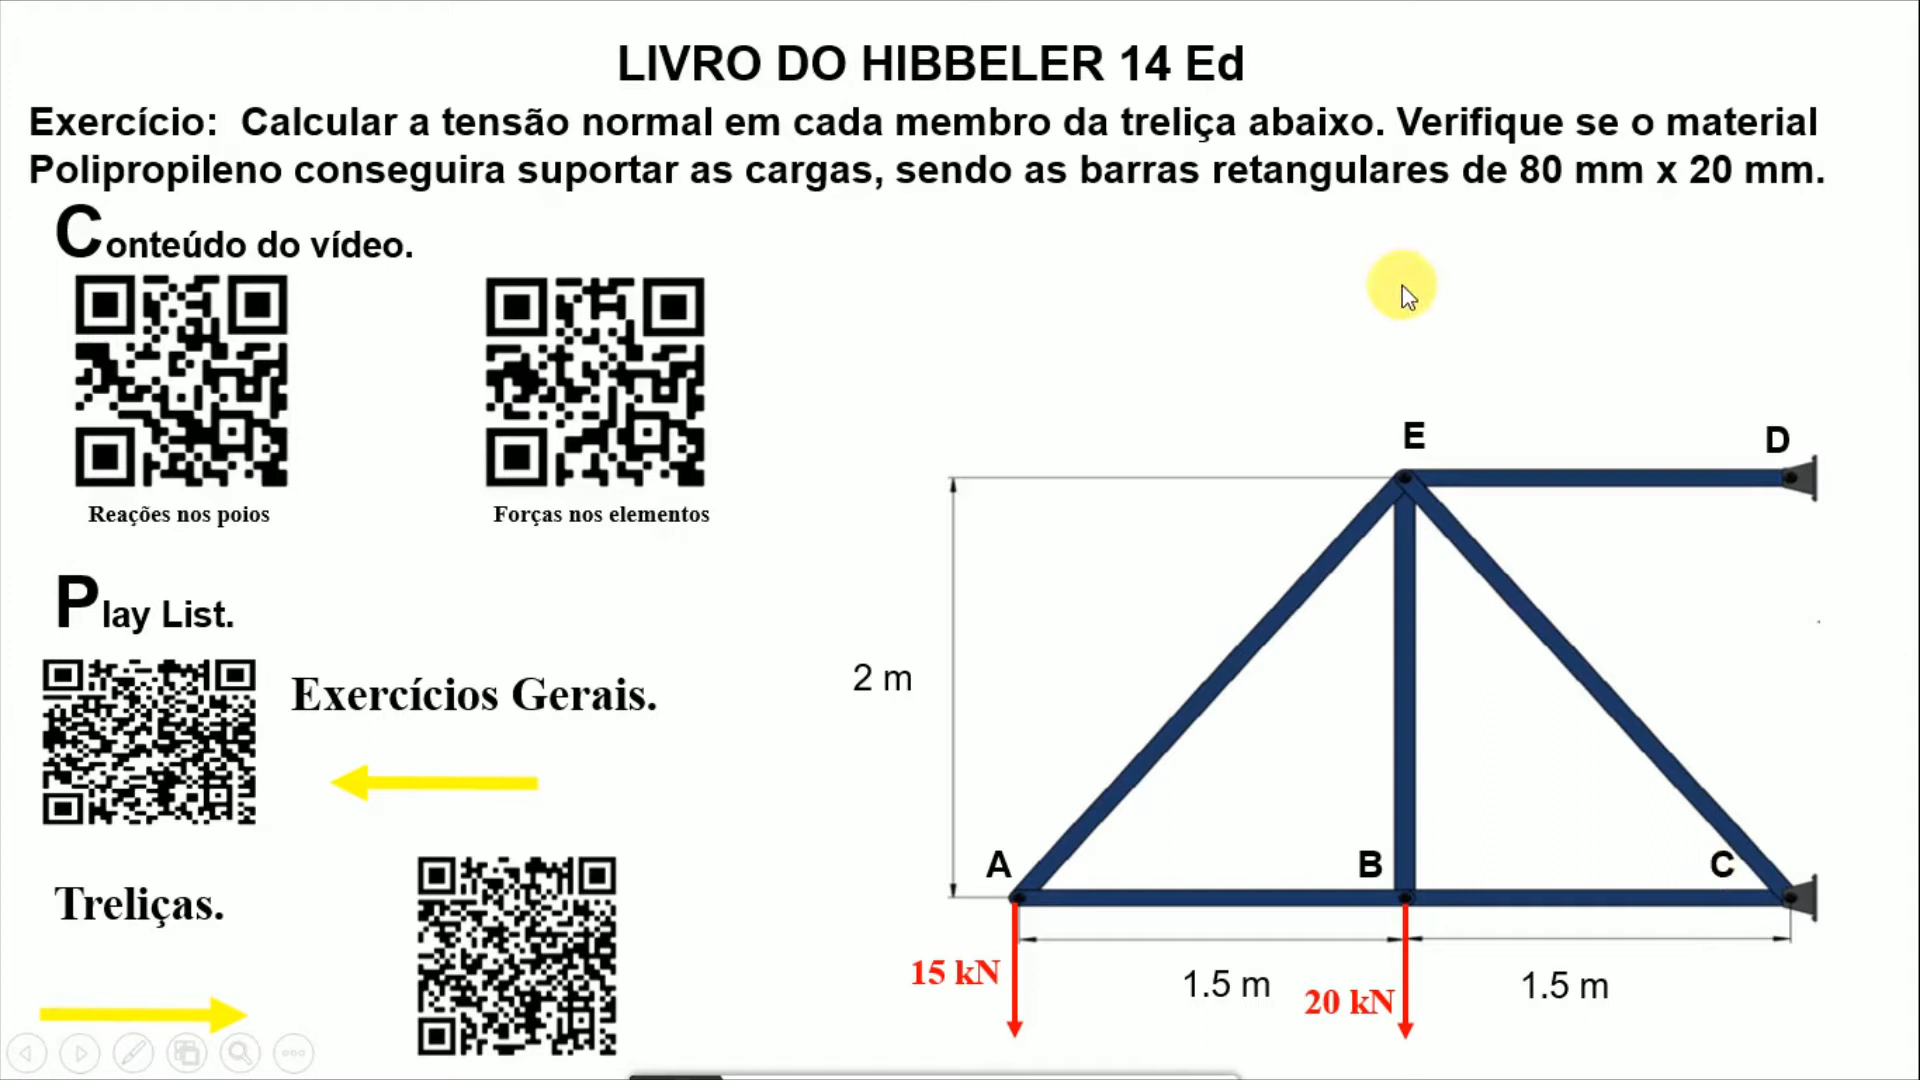 LIVRO DO HIBBELER 14 Ed
Exercício: Calcular a tensão normal em cada membro da treliça abaixo. Verifique se o material
Polipropileno conseguira suportar as cargas, sendo as barras retangulares de 80 mm x 20 mm.
Conteúdo do vídeo.
Reações nos poios
Forças nos elementos
Play List.
Exercícios Gerais.
Treliças.
E
D
2 m
A
B
C
15 kN
1.5 m
20 kN
1.5 m